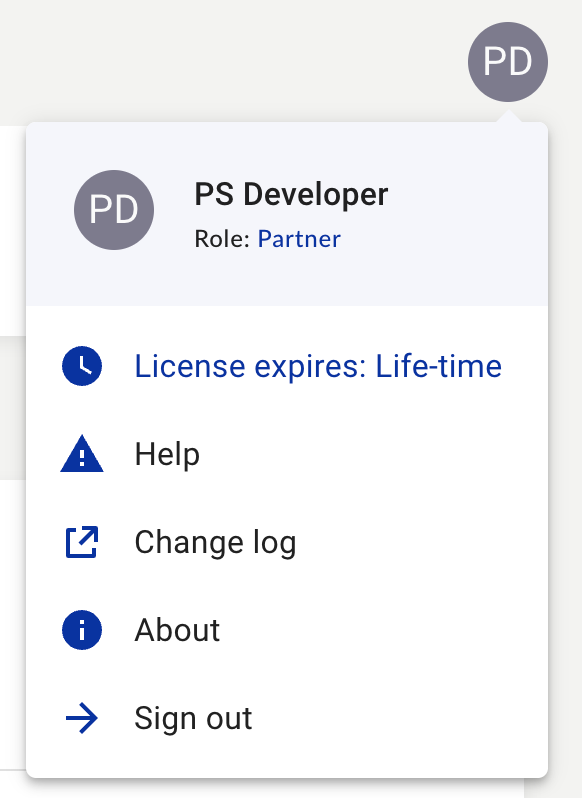 PD
PD
PS Developer
Role: Partner
License expires: Life-time
Help
Change log
About
Sign out